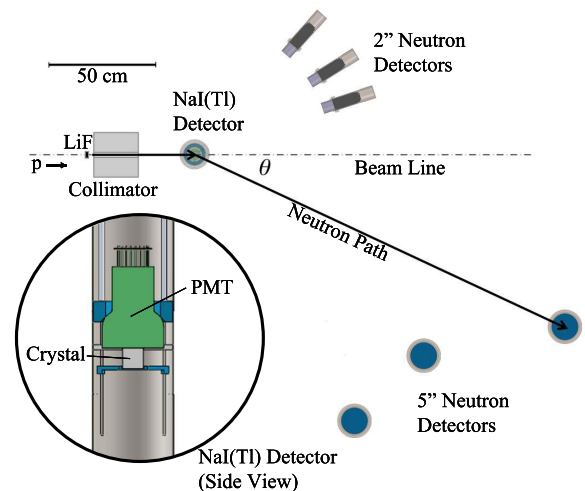 2” Neutron
Detectors
50 cm
NaI(Tl)
Detector
LiF
p
θ
Beam Line
Collimator
Neutron Path
PMT
Crystal
5” Neutron
Detectors
NaI(Tl) Detector
(Side View)